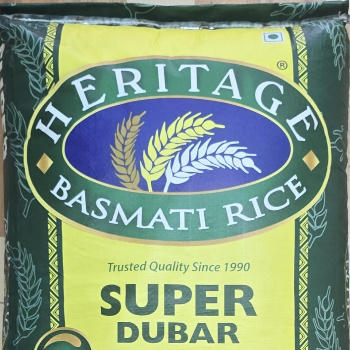 HERITAGE
®
BASMATI RICE
Trusted Quality Since 1990
SUPER
DUBAR